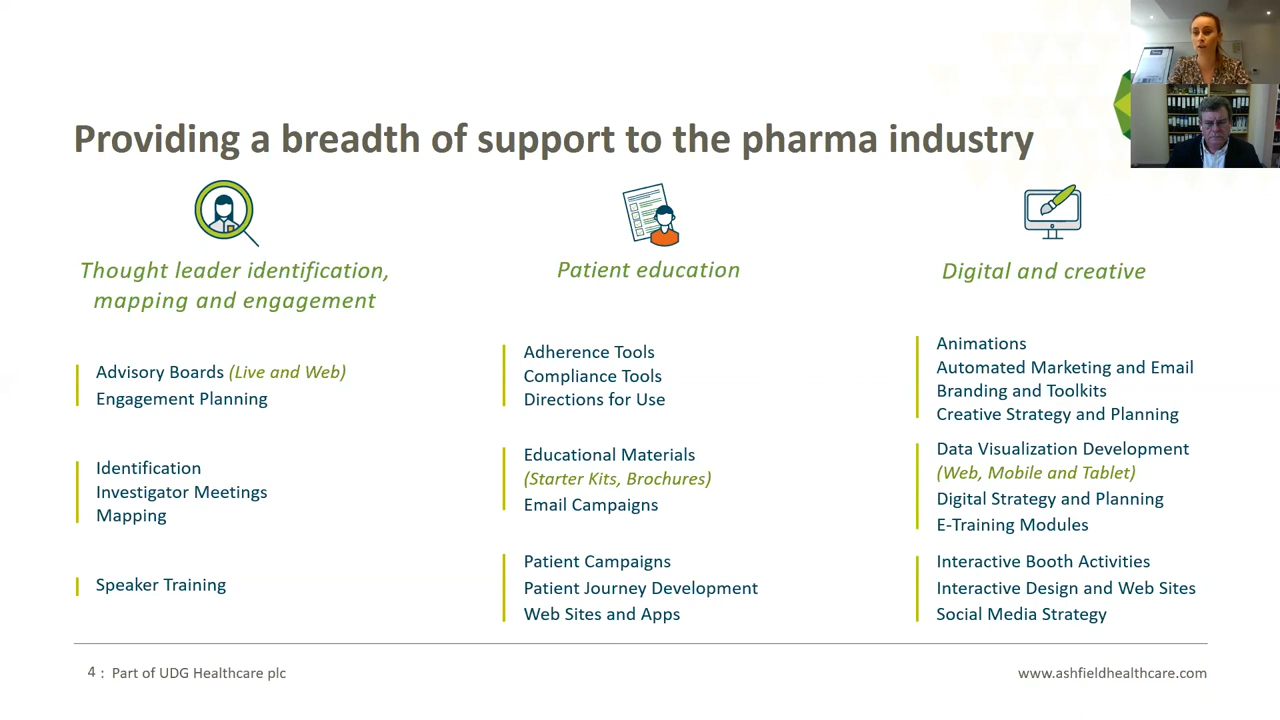 Providing a breadth of support to the pharma industry
Thought leader identification,
mapping and engagement
Advisory Boards (Live and Web)
Engagement Planning
Identification
Investigator Meetings
Mapping
Speaker Training
Patient education
Adherence Tools
Compliance Tools
Directions for Use
Educational Materials
(Starter Kits, Brochures)
Email Campaigns
Patient Campaigns
Patient Journey Development
Web Sites and Apps
Digital and creative
Animations
Automated Marketing and Email
Branding and Toolkits
Creative Strategy and Planning
Data Visualization Development
(Web, Mobile and Tablet)
Digital Strategy and Planning
E-Training Modules
Interactive Booth Activities
Interactive Design and Web Sites
Social Media Strategy
4 : Part of UDG Healthcare plc
www.ashfieldhealthcare.com